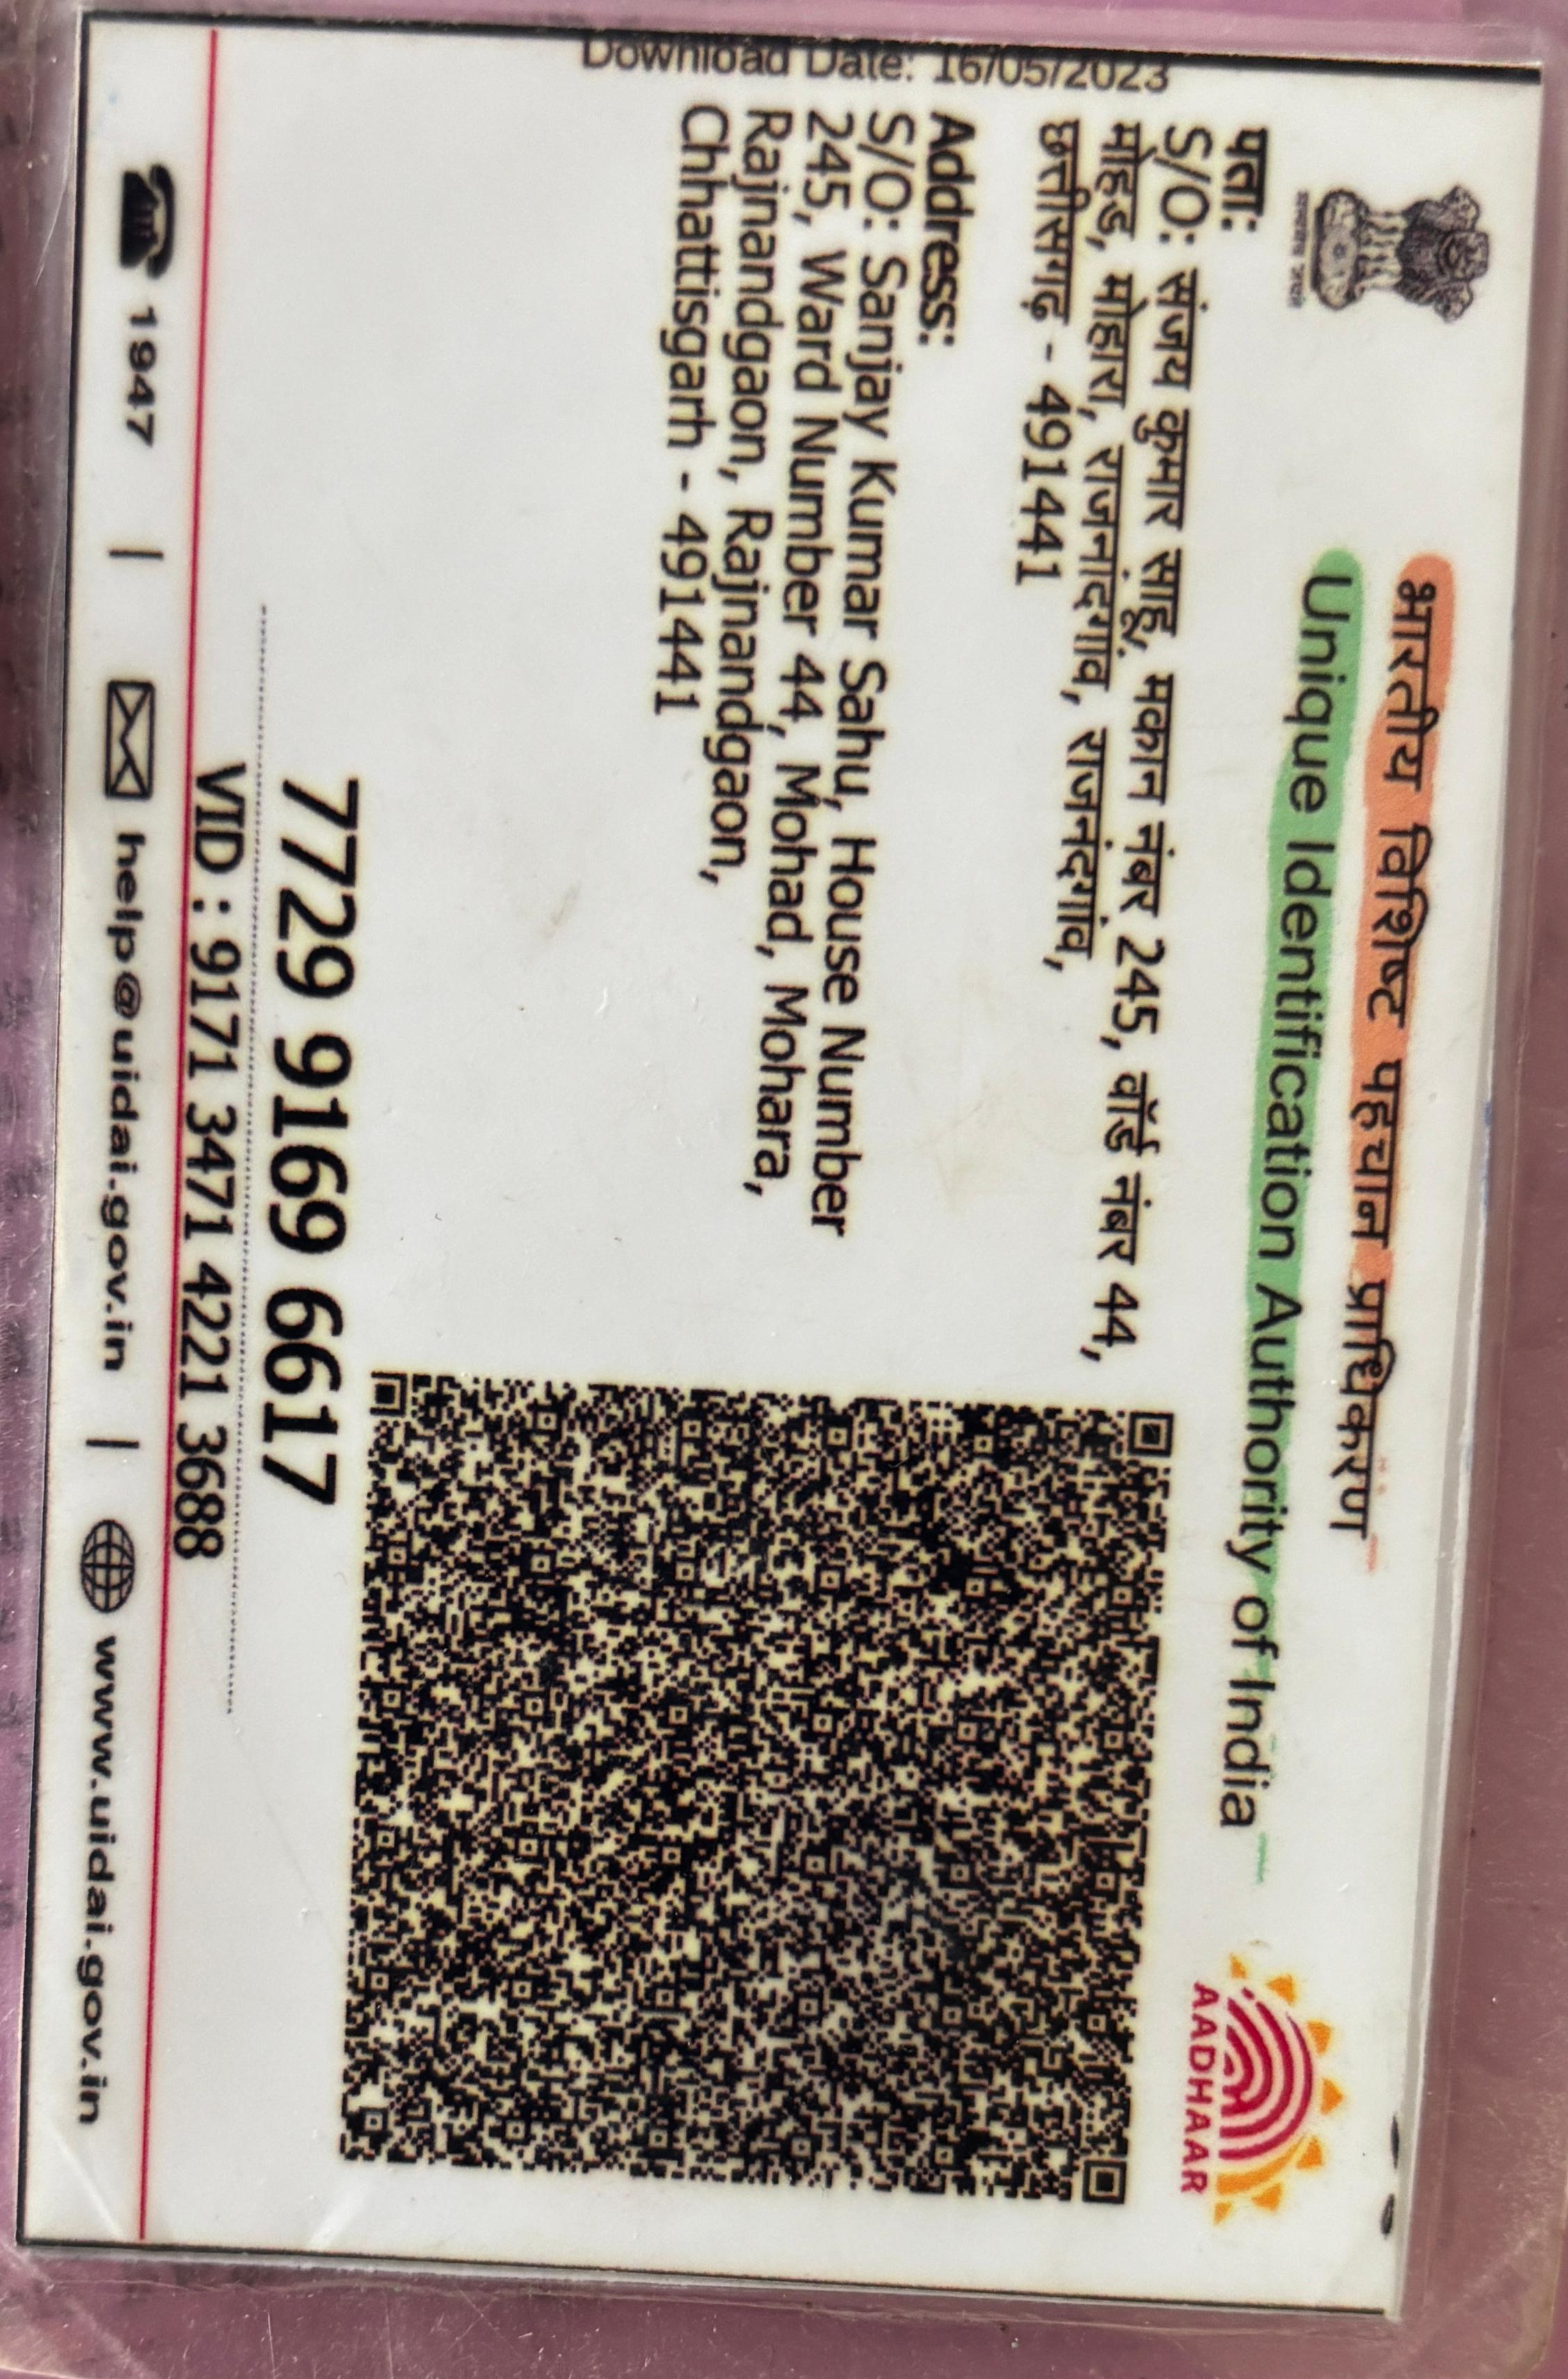 भारतीय विशिष्ट पहचान प्राधिकरण
Unique Identification Authority of India
AADHAAR
Download Date: 16/05/2023
पता:
S/O: संजय कुमार साहू, मकान नंबर 245, वॉर्ड नंबर 44,
मोहड, मोहारा, राजनादगाव, राजनंदगांव,
छत्तीसगढ़ - 491441
Address:
S/O: Sanjay Kumar Sahu, House Number
245, Ward Number 44, Mohad, Mohara,
Rajnandgaon, Rajnandgaon,
Chhattisgarh - 491441
7729 9169 6617
VID : 9171 3471 4221 3688
1947 | help@uidai.gov.in | www.uidai.gov.in